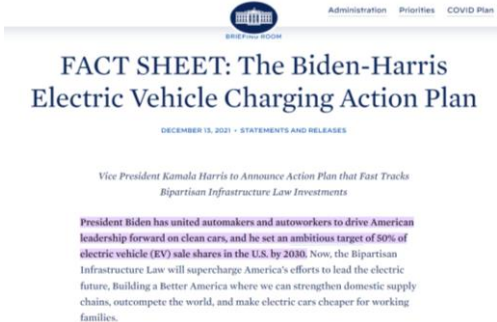 Administration Priorities COVID Plan
BRIEFING ROOM
FACT SHEET: The Biden-Harris
Electric Vehicle Charging Action Plan
DECEMBER 13, 2021 • STATEMENTS AND RELEASES
Vice President Kamala Harris to Announce Action Plan that Fast Tracks
Bipartisan Infrastructure Law Investments
President Biden has united automakers and autoworkers to drive American
leadership forward on clean cars, and he set an ambitious target of 50% of
electric vehicle (EV) sale shares in the U.S. by 2030. Now, the Bipartisan
Infrastructure Law will supercharge America's efforts to lead the electric
future, Building a Better America where we can strengthen domestic supply
chains, outcompete the world, and make electric cars cheaper for working
families.